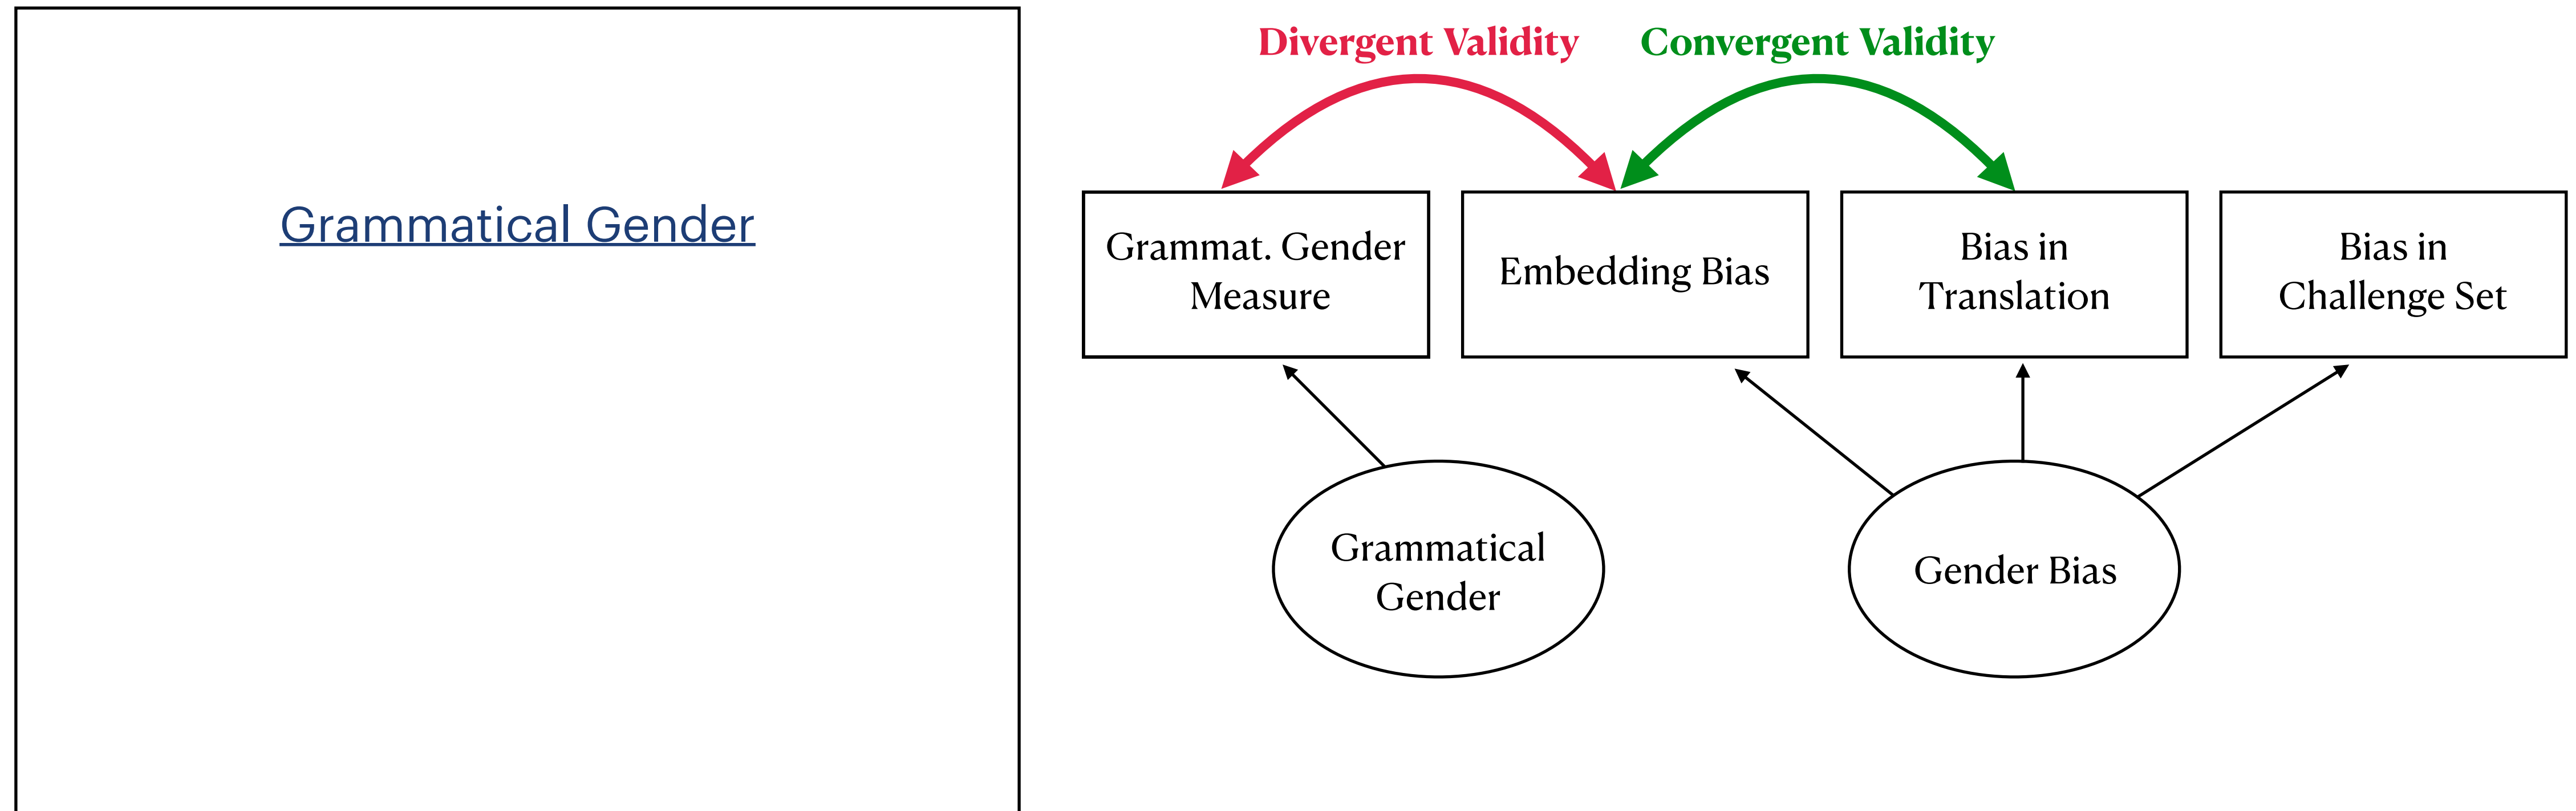 Grammatical Gender
Divergent Validity
Convergent Validity
Grammat. Gender
Measure
Embedding Bias
Bias in
Translation
Bias in
Challenge Set
Grammatical
Gender
Gender Bias